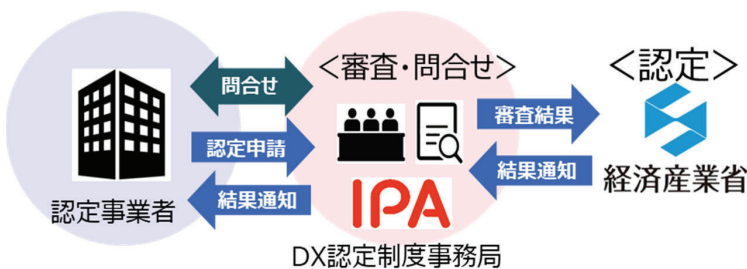 <審査・問合せ>
<認定>
問合せ
審査結果
認定申請
結果通知
結果通知
経済産業省
認定事業者
IPA
DX認定制度事務局